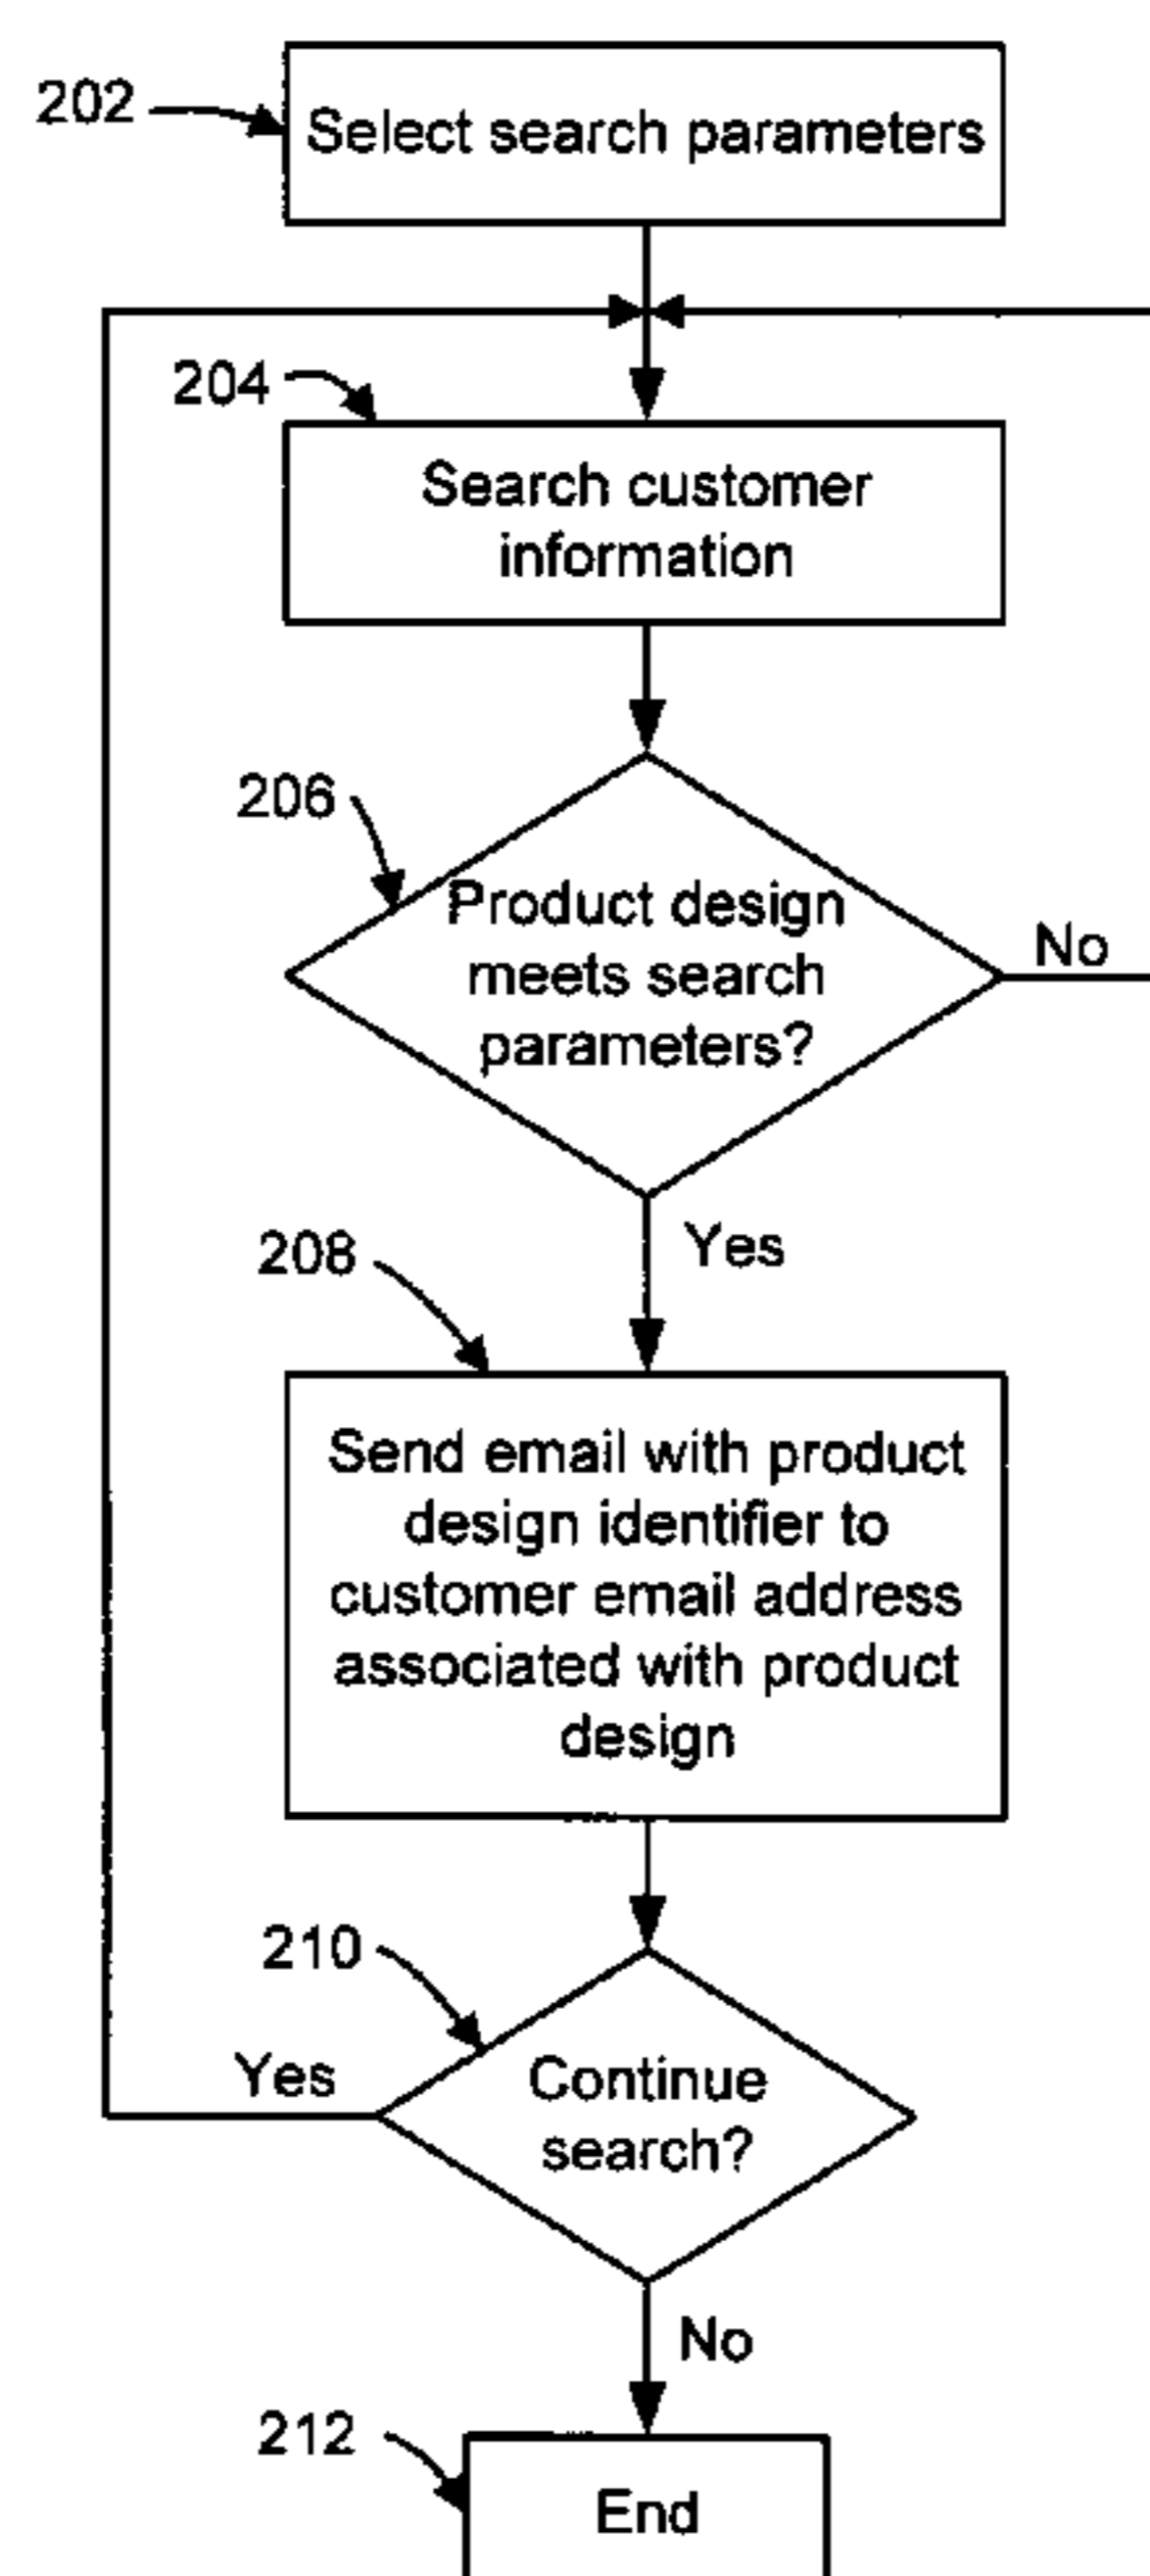 202
Select search parameters
204
Search customer
information
206
Product design
meets search
parameters?
No
Yes
208
Send email with product
design identifier to
customer email address
associated with product
design
210
Continue
search?
Yes
No
212
End